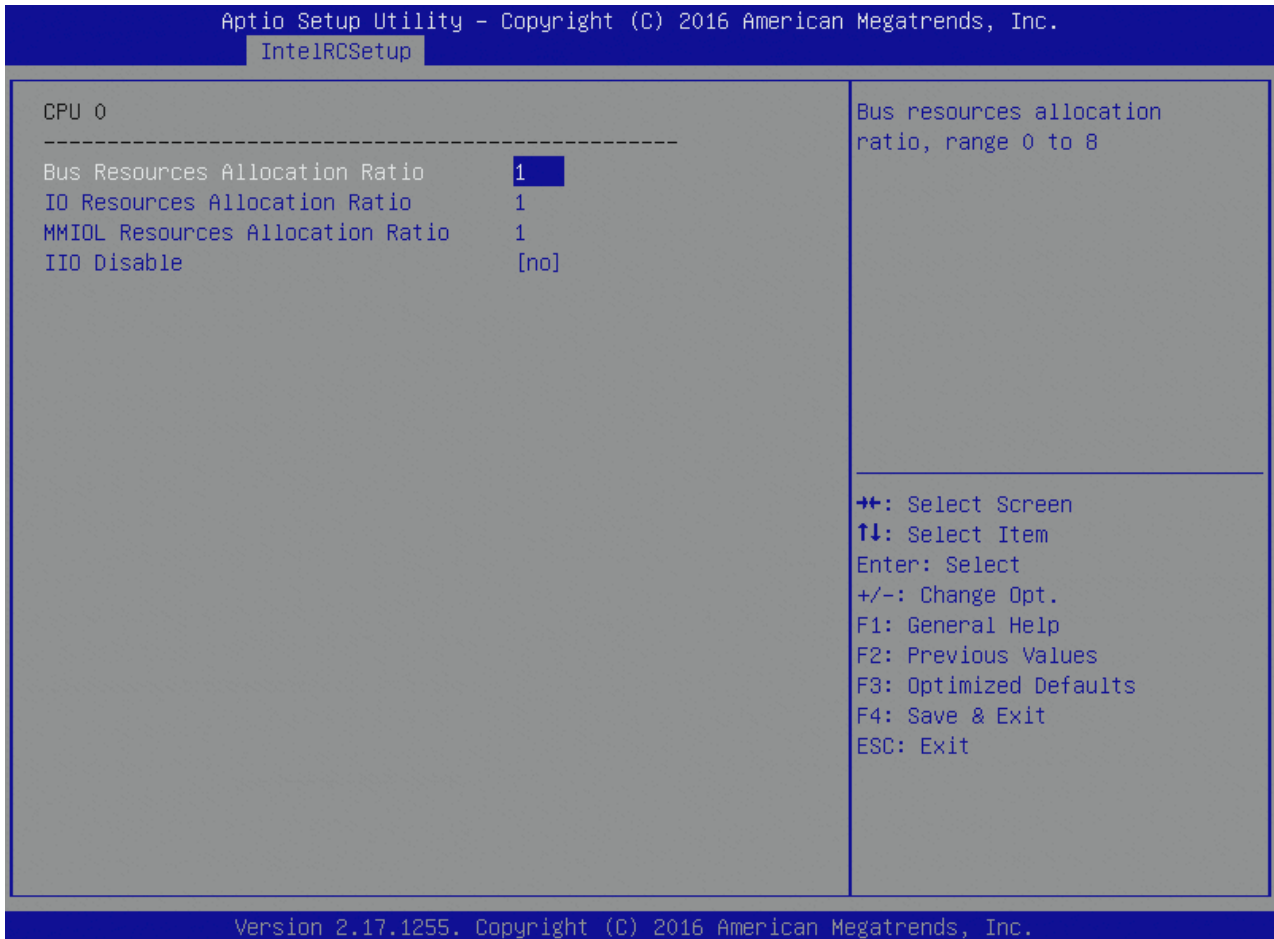 Aptio Setup Utility – Copyright (C) 2016 American Megatrends, Inc.
IntelRCSetup
CPU 0
--------------------------------------------------
Bus Resources Allocation Ratio 1
IO Resources Allocation Ratio 1
MMIOL Resources Allocation Ratio 1
IIO Disable [no]
Bus resources allocation
ratio, range 0 to 8
→←: Select Screen
↑↓: Select Item
Enter: Select
+/-: Change Opt.
F1: General Help
F2: Previous Values
F3: Optimized Defaults
F4: Save & Exit
ESC: Exit
Version 2.17.1255. Copyright (C) 2016 American Megatrends, Inc.